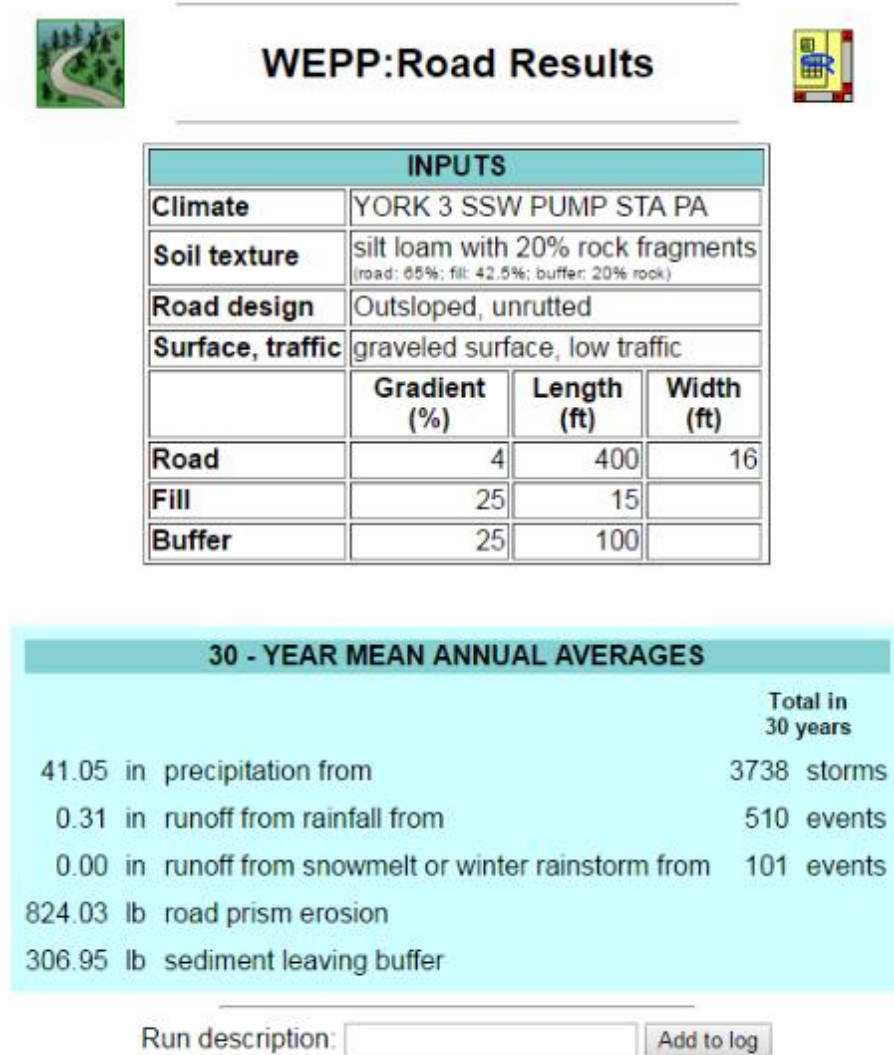 WEPP:Road Results
INPUTS
Climate YORK 3 SSW PUMP STA PA
Soil texture silt loam with 20% rock fragments
(road: 65%; fill: 42.5%; buffer: 20% rock)
Road design Outsloped, unrutted
Surface, traffic graveled surface, low traffic
Gradient (%) Length (ft) Width (ft)
Road 4 400 16
Fill 25 15
Buffer 25 100
30 - YEAR MEAN ANNUAL AVERAGES
Total in
30 years
41.05 in precipitation from 3738 storms
0.31 in runoff from rainfall from 510 events
0.00 in runoff from snowmelt or winter rainstorm from 101 events
824.03 lb road prism erosion
306.95 lb sediment leaving buffer
Run description: Add to log